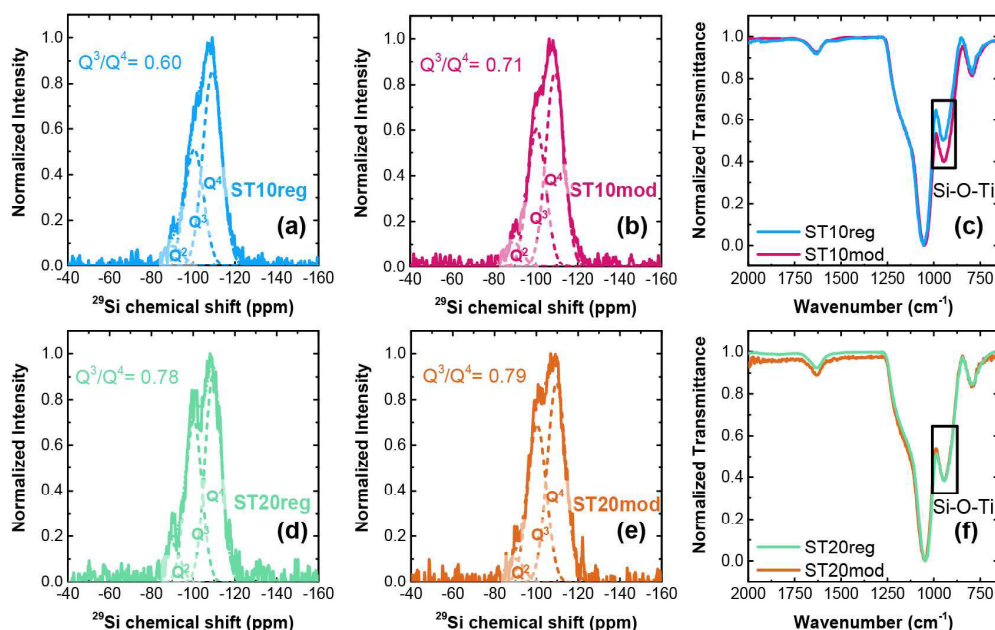 Normalized Intensity
1.0
0.8
0.6
0.4
0.2
0.0
Q³/Q⁴= 0.60
Q⁴
ST10reg
Q³
(a)
Q²
-40 -60 -80 -100 -120 -140 -160
²⁹Si chemical shift (ppm)
Normalized Intensity
1.0
0.8
0.6
0.4
0.2
0.0
Q³/Q⁴= 0.71
Q⁴
ST10mod
Q³
(b)
Q²
-40 -60 -80 -100 -120 -140 -160
²⁹Si chemical shift (ppm)
Normalized Transmittance
1.0
0.8
0.6
0.4
0.2
0.0
Si-O-Ti
(c)
ST10reg
ST10mod
2000 1750 1500 1250 1000 750
Wavenumber (cm⁻¹)
Normalized Intensity
1.0
0.8
0.6
0.4
0.2
0.0
Q³/Q⁴= 0.78
Q⁴
ST20reg
Q³
(d)
Q²
-40 -60 -80 -100 -120 -140 -160
²⁹Si chemical shift (ppm)
Normalized Intensity
1.0
0.8
0.6
0.4
0.2
0.0
Q³/Q⁴= 0.79
Q⁴
ST20mod
Q³
(e)
Q²
-40 -60 -80 -100 -120 -140 -160
²⁹Si chemical shift (ppm)
Normalized Transmittance
1.0
0.8
0.6
0.4
0.2
0.0
Si-O-Ti
(f)
ST20reg
ST20mod
2000 1750 1500 1250 1000 750
Wavenumber (cm⁻¹)